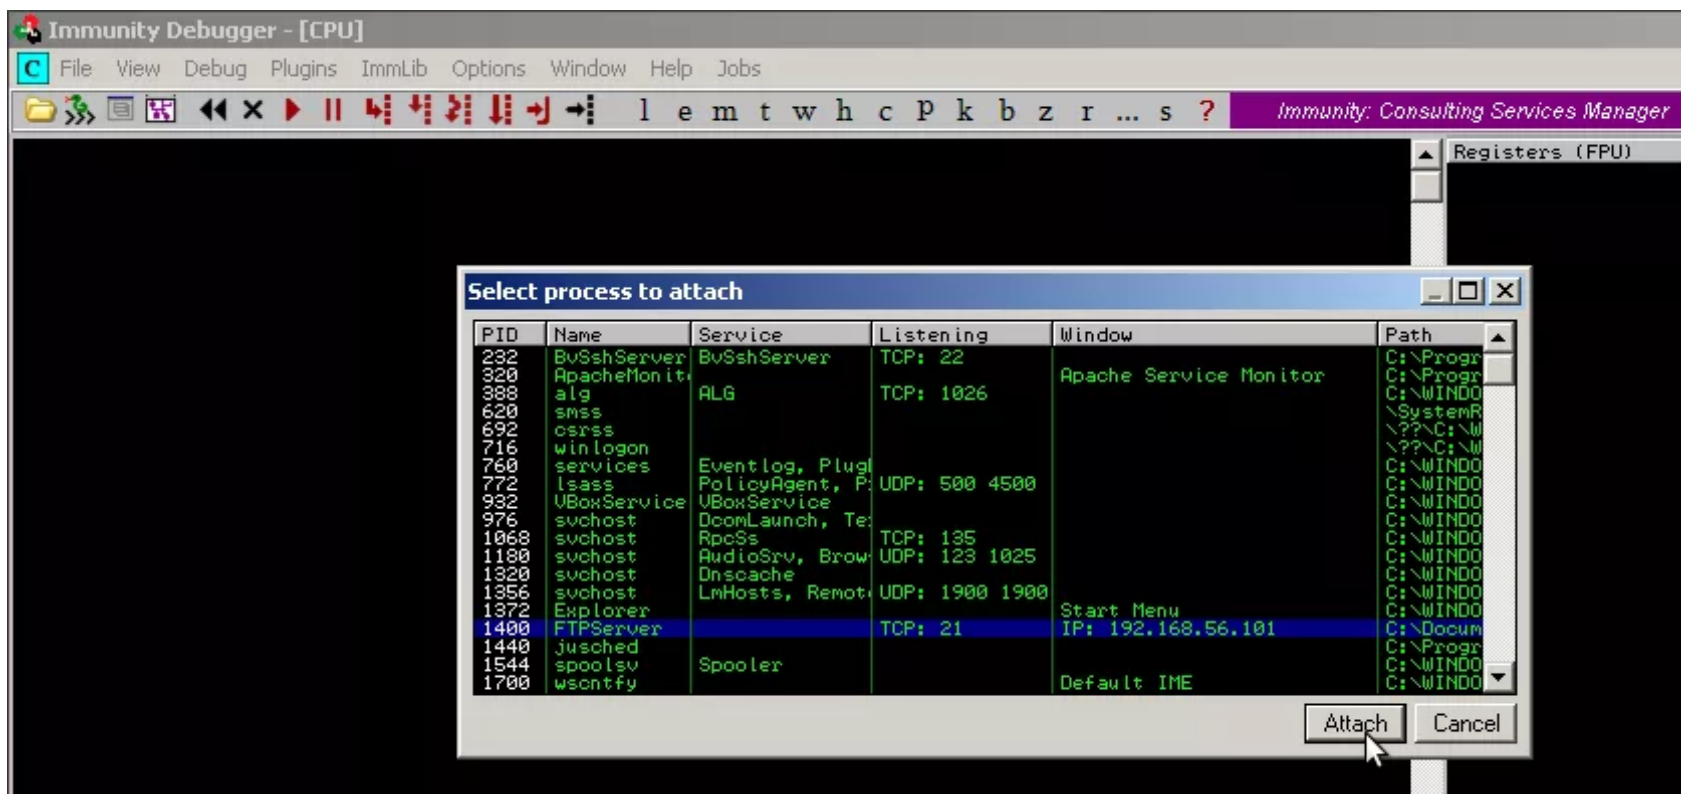 Immunity Debugger - [CPU]
C File View Debug Plugins ImmLib Options Window Help Jobs
l e m t w h c P k b z r ... s ? Immunity: Consulting Services Manager
Registers (FPU)
Select process to attach
PID Name Service Listening Window Path
232 BvSshServer BvSshServer TCP: 22 C:\Progr
320 ApacheMonit Apache Service Monitor C:\Progr
388 alg ALG TCP: 1026 C:\WINDO
620 smss \SystemR
692 csrss \??\C:\W
716 winlogon \??\C:\W
760 services Eventlog, Plug C:\WINDO
772 lsass PolicyAgent, P UDP: 500 4500 C:\WINDO
932 VBoxService VBoxService C:\WINDO
976 svchost DcomLaunch, Te C:\WINDO
1068 svchost RpcSs TCP: 135 C:\WINDO
1180 svchost AudioSrv, Brow UDP: 123 1025 C:\WINDO
1320 svchost Dnscache C:\WINDO
1356 svchost LmHosts, Remot UDP: 1900 1900 C:\WINDO
1372 Explorer Start Menu C:\WINDO
1400 FTPServer TCP: 21 IP: 192.168.56.101 C:\Docum
1440 jusched C:\Progr
1544 spoolsv Spooler C:\WINDO
1700 wscntfy Default IME C:\WINDO
Attach Cancel